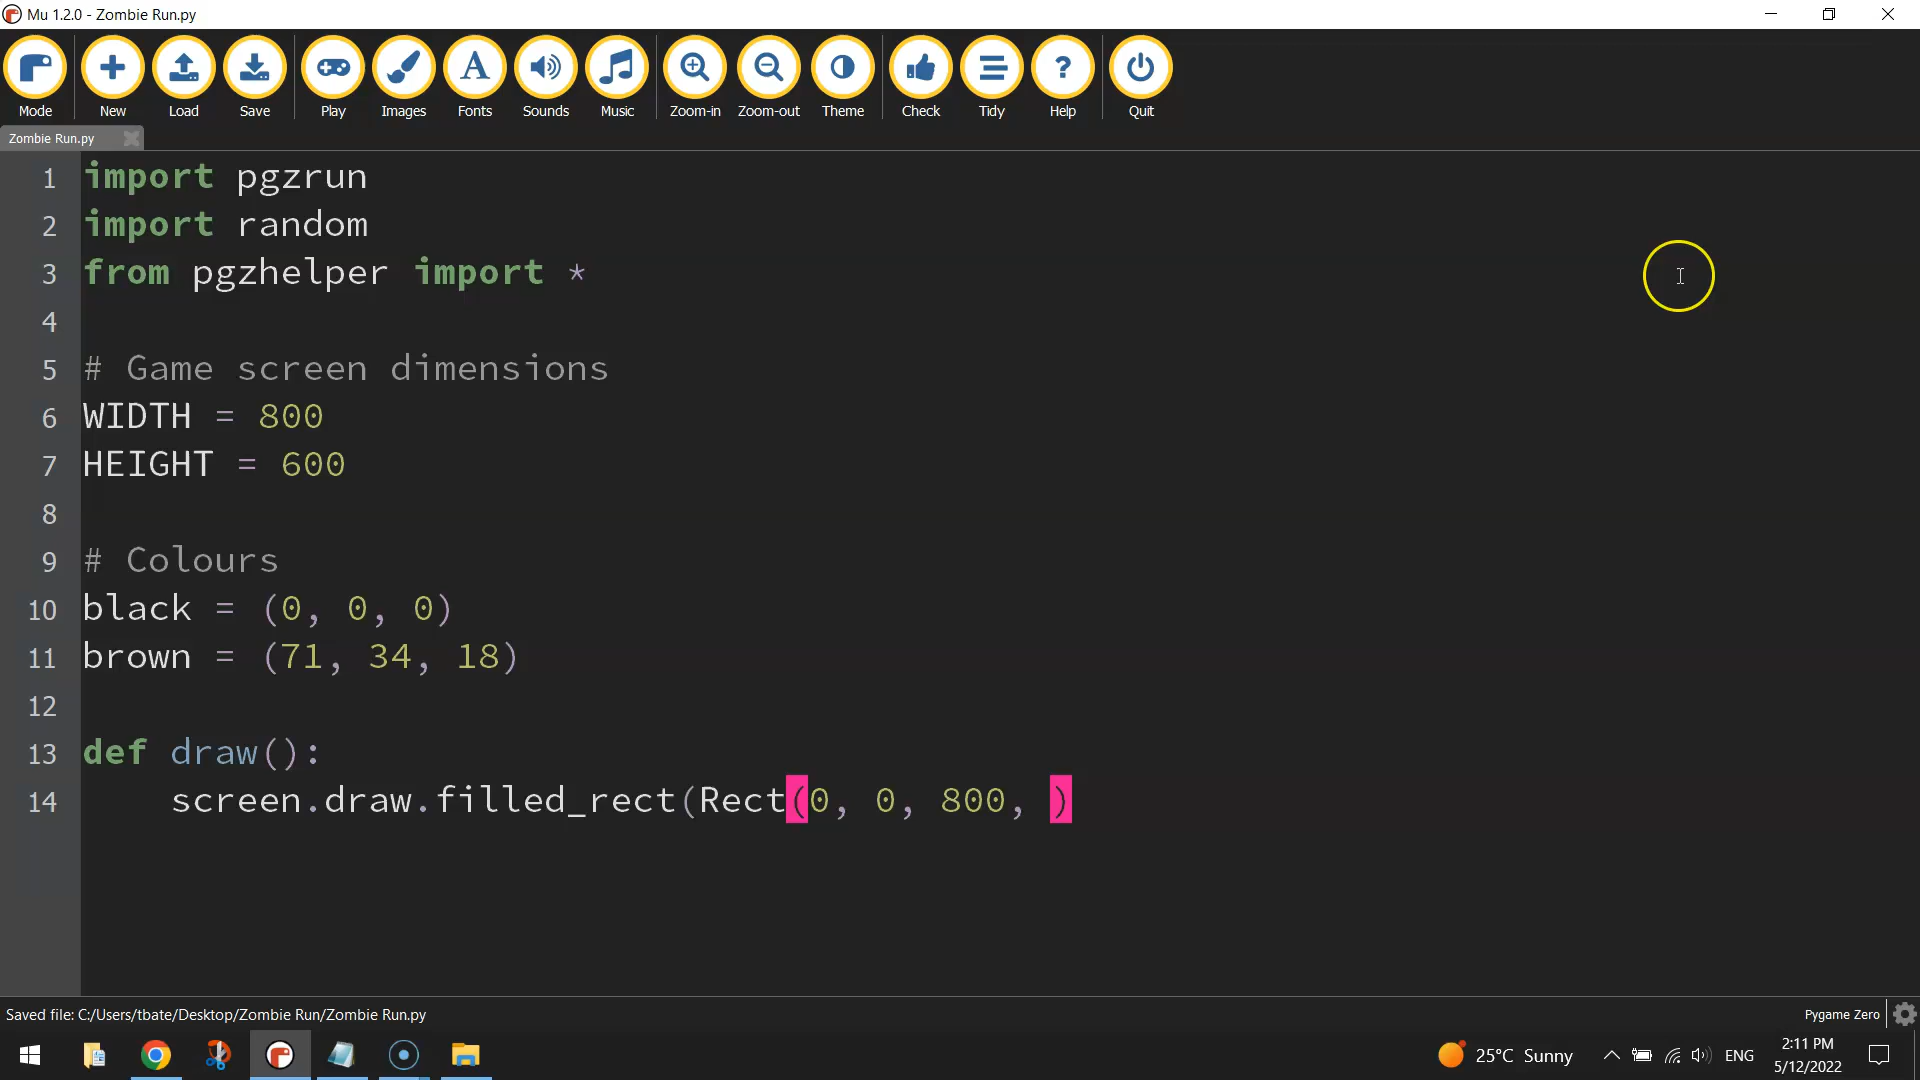 Mu 1.2.0 - Zombie Run.py
Mode New Load Save Play Images Fonts Sounds Music Zoom-in Zoom-out Theme Check Tidy Help Quit
Zombie Run.py
1 import pgzrun
2 import random
3 from pgzhelper import *
4
5 # Game screen dimensions
6 WIDTH = 800
7 HEIGHT = 600
8
9 # Colours
10 black = (0, 0, 0)
11 brown = (71, 34, 18)
12
13 def draw():
14 screen.draw.filled_rect(Rect(0, 0, 800, )
Saved file: C:/Users/tbate/Desktop/Zombie Run/Zombie Run.py
Pygame Zero
25°C Sunny
ENG
2:11 PM
5/12/2022